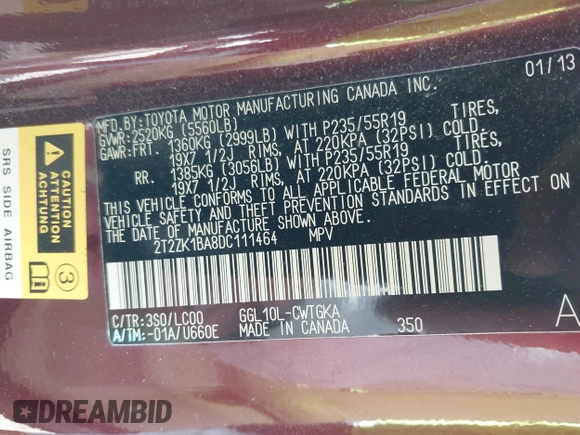 01/13
MFD.BY:TOYOTA MOTOR MANUFACTURING CANADA INC.
GVWR:2520KG(5560LB)
GAWR:FRT 1360KG(2999LB)WITH P235/55R19 TIRES,
19X7 1/2J RIMS, AT 220KPA (32PSI) COLD.
RR. 1385KG(3056LB)WITH P235/55R19 TIRES,
19X7 1/2J RIMS, AT 220KPA (32PSI) COLD.
THIS VEHICLE CONFORMS TO ALL APPLICABLE FEDERAL MOTOR
VEHICLE SAFETY AND THEFT PREVENTION STANDARDS IN EFFECT ON
THE DATE OF MANUFACTURE SHOWN ABOVE.
2T2ZK1BA8DC111464 MPV
C/TR:3S0/LC00 GGL10L-CWTGKA
A/TM:-01A/U660E MADE IN CANADA 350
A
SRS SIDE AIRBAG
CAUTION
ATTENTION
ACHTUNG
3
DREAMBID